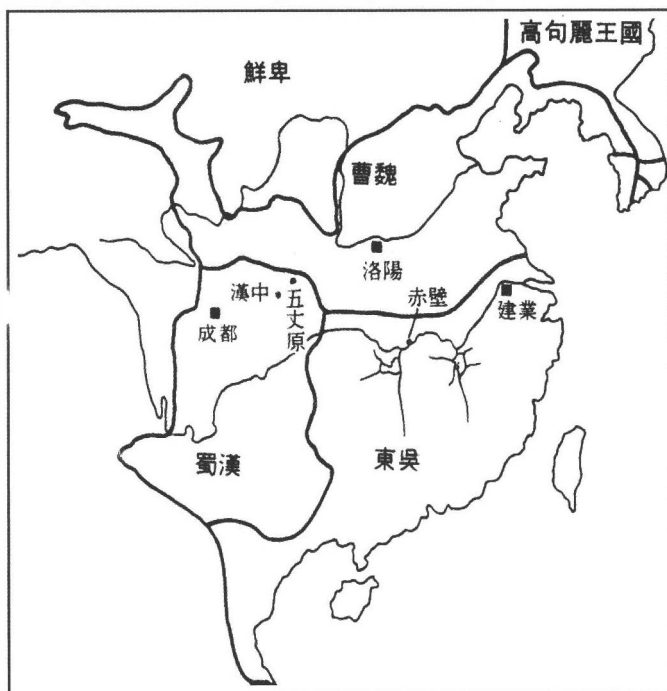 高句麗王國
鮮卑
曹魏
洛陽
漢中
五丈原
赤壁
建業
成都
蜀漢
東吳